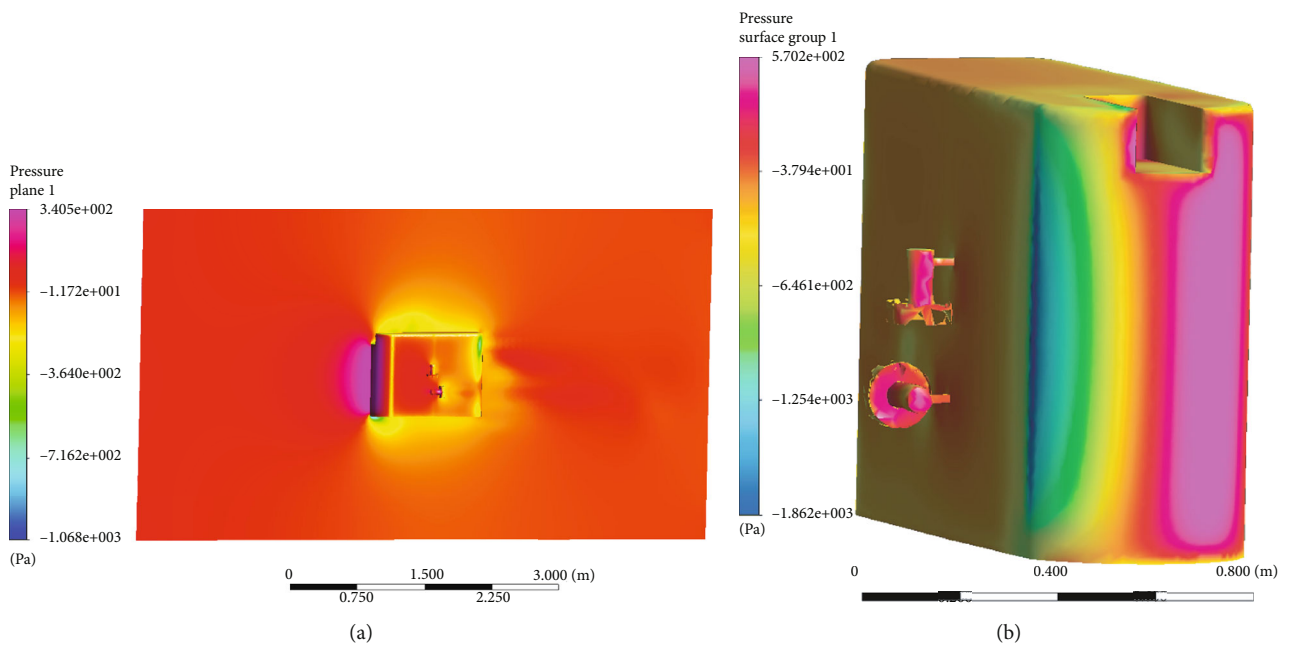 Pressure
plane 1
3.405e+002
−1.172e+001
−3.640e+002
−7.162e+002
−1.068e+003
(Pa)
0 1.500 3.000 (m)
0.750 2.250
(a)
Pressure
surface group 1
5.702e+002
−3.794e+001
−6.461e+002
−1.254e+003
−1.862e+003
(Pa)
0 0.400 0.800 (m)
(b)